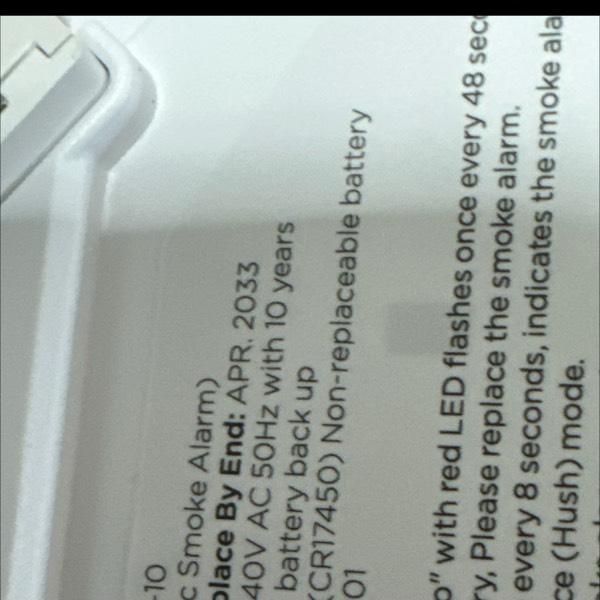 -10
c Smoke Alarm)
place By End: APR. 2033
40V AC 50Hz with 10 years
battery back up
(CR17450) Non-replaceable battery
01
p" with red LED flashes once every 48 sec
ry, Please replace the smoke alarm.
every 8 seconds, indicates the smoke ala
ce (Hush) mode.